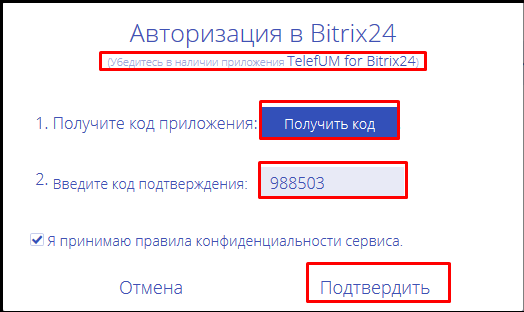 Авторизация в Bitrix24
(Убедитесь в наличии приложения TelefUM for Bitrix24)
1. Получите код приложения: Получить код
2. Введите код подтверждения: 988503
Я принимаю правила конфиденциальности сервиса.
Отмена Подтвердить